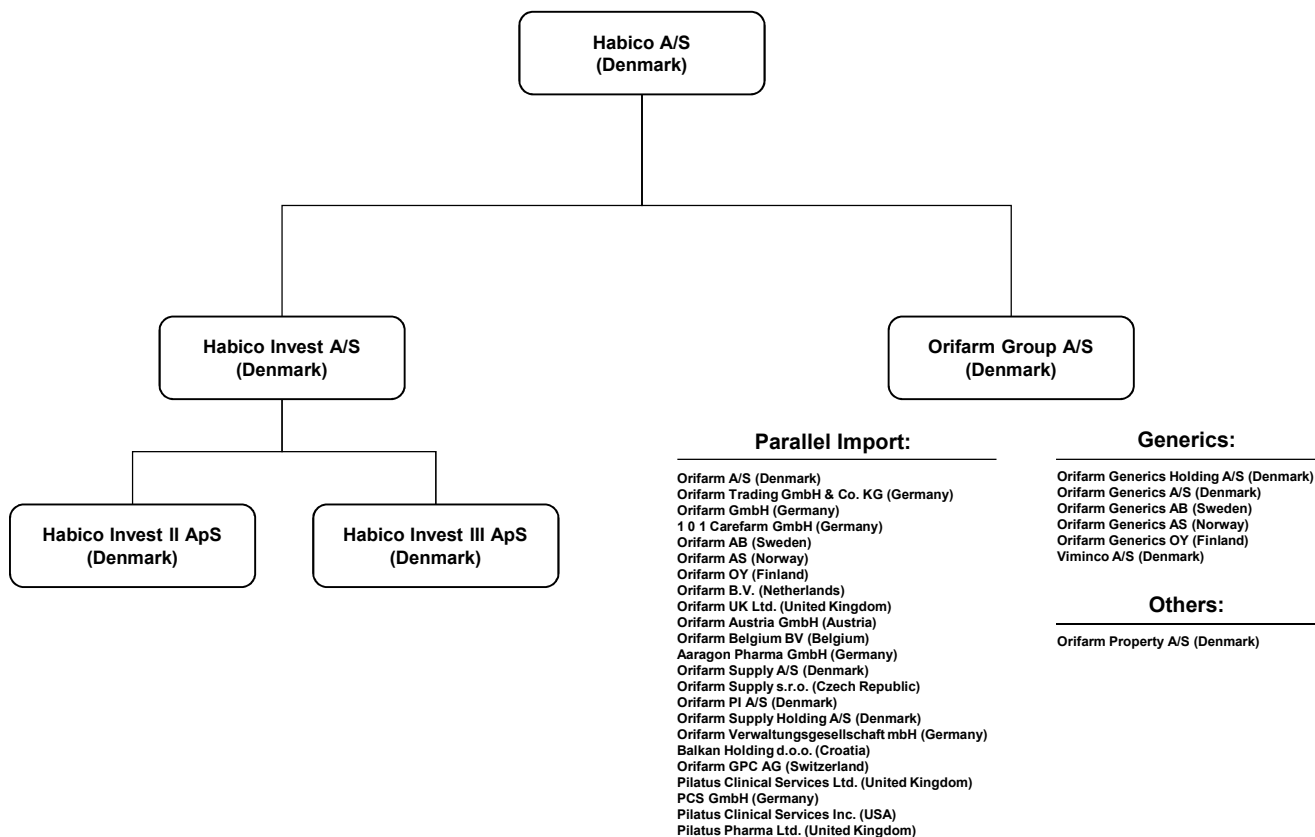 Habico A/S
(Denmark)
Habico Invest A/S
(Denmark)
Orifarm Group A/S
(Denmark)
Habico Invest II ApS
(Denmark)
Habico Invest III ApS
(Denmark)
Parallel Import:
Orifarm A/S (Denmark)
Orifarm Trading GmbH & Co. KG (Germany)
Orifarm GmbH (Germany)
1 0 1 Carefarm GmbH (Germany)
Orifarm AB (Sweden)
Orifarm AS (Norway)
Orifarm OY (Finland)
Orifarm B.V. (Netherlands)
Orifarm UK Ltd. (United Kingdom)
Orifarm Austria GmbH (Austria)
Orifarm Belgium BV (Belgium)
Aaragon Pharma GmbH (Germany)
Orifarm Supply A/S (Denmark)
Orifarm Supply s.r.o. (Czech Republic)
Orifarm PI A/S (Denmark)
Orifarm Supply Holding A/S (Denmark)
Orifarm Verwaltungsgesellschaft mbH (Germany)
Balkan Holding d.o.o. (Croatia)
Orifarm GPC AG (Switzerland)
Pilatus Clinical Services Ltd. (United Kingdom)
PCS GmbH (Germany)
Pilatus Clinical Services Inc. (USA)
Pilatus Pharma Ltd. (United Kingdom)
Generics:
Orifarm Generics Holding A/S (Denmark)
Orifarm Generics A/S (Denmark)
Orifarm Generics AB (Sweden)
Orifarm Generics AS (Norway)
Orifarm Generics OY (Finland)
Viminco A/S (Denmark)
Others:
Orifarm Property A/S (Denmark)